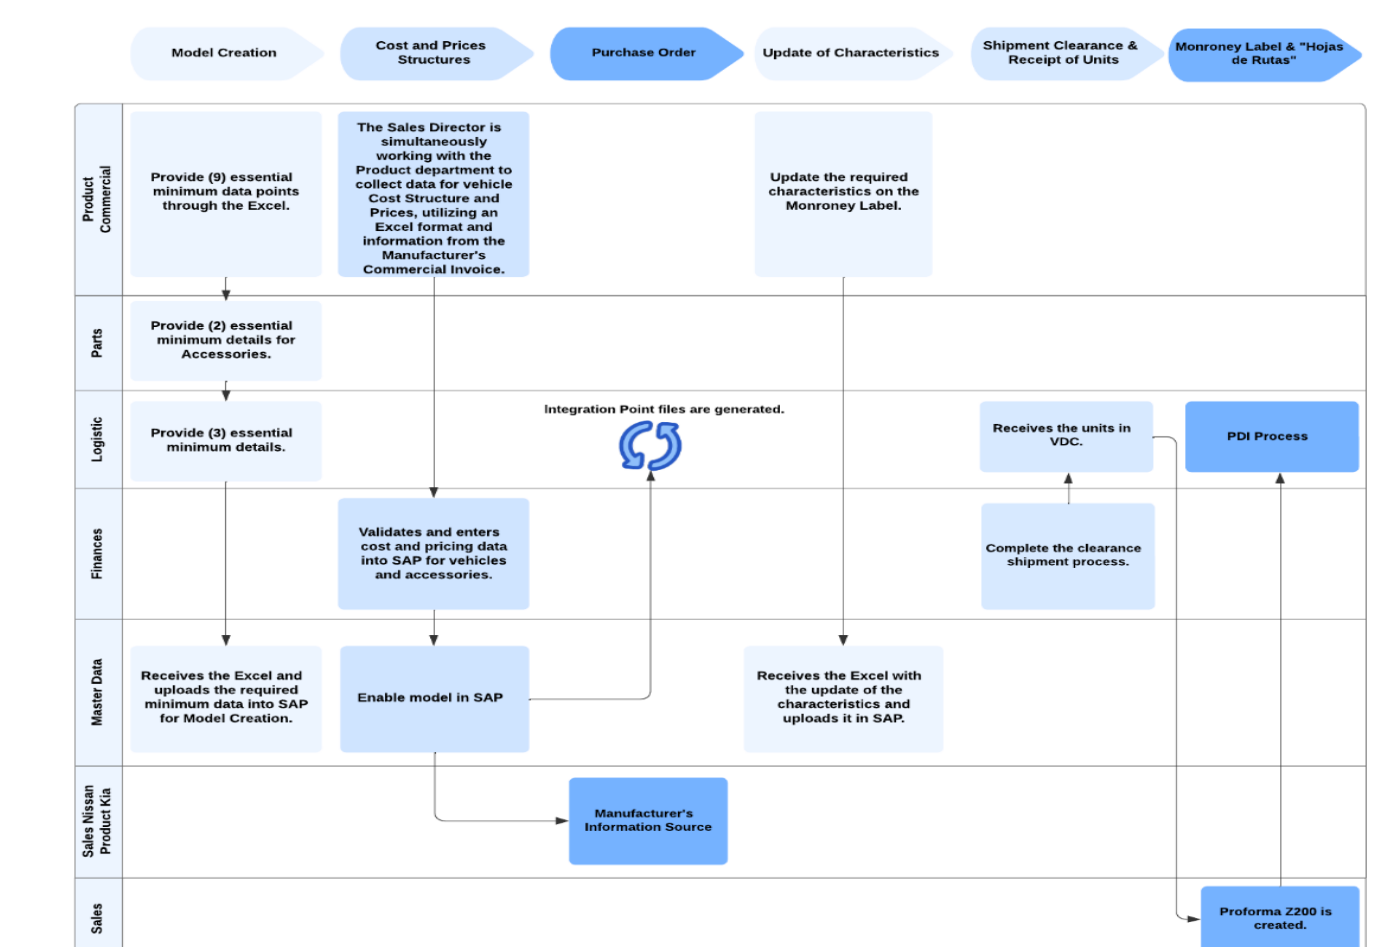 Model Creation
Cost and Prices
Structures
Purchase Order
Update of Characteristics
Shipment Clearance &
Receipt of Units
Monroney Label & "Hojas
de Rutas"
Product
Commercial
Provide (9) essential
minimum data points
through the Excel.
The Sales Director is
simultaneously
working with the
Product department to
collect data for vehicle
Cost Structure and
Prices, utilizing an
Excel format and
information from the
Manufacturer's
Commercial Invoice.
Update the required
characteristics on the
Monroney Label.
Parts
Provide (2) essential
minimum details for
Accessories.
Logistic
Provide (3) essential
minimum details.
Integration Point files are generated.
Receives the units in
VDC.
PDI Process
Finances
Validates and enters
cost and pricing data
into SAP for vehicles
and accessories.
Complete the clearance
shipment process.
Master Data
Receives the Excel and
uploads the required
minimum data into SAP
for Model Creation.
Enable model in SAP
Receives the Excel with
the update of the
characteristics and
uploads it in SAP.
Sales Nissan
Product Kia
Manufacturer's
Information Source
Sales
Proforma Z200 is
created.